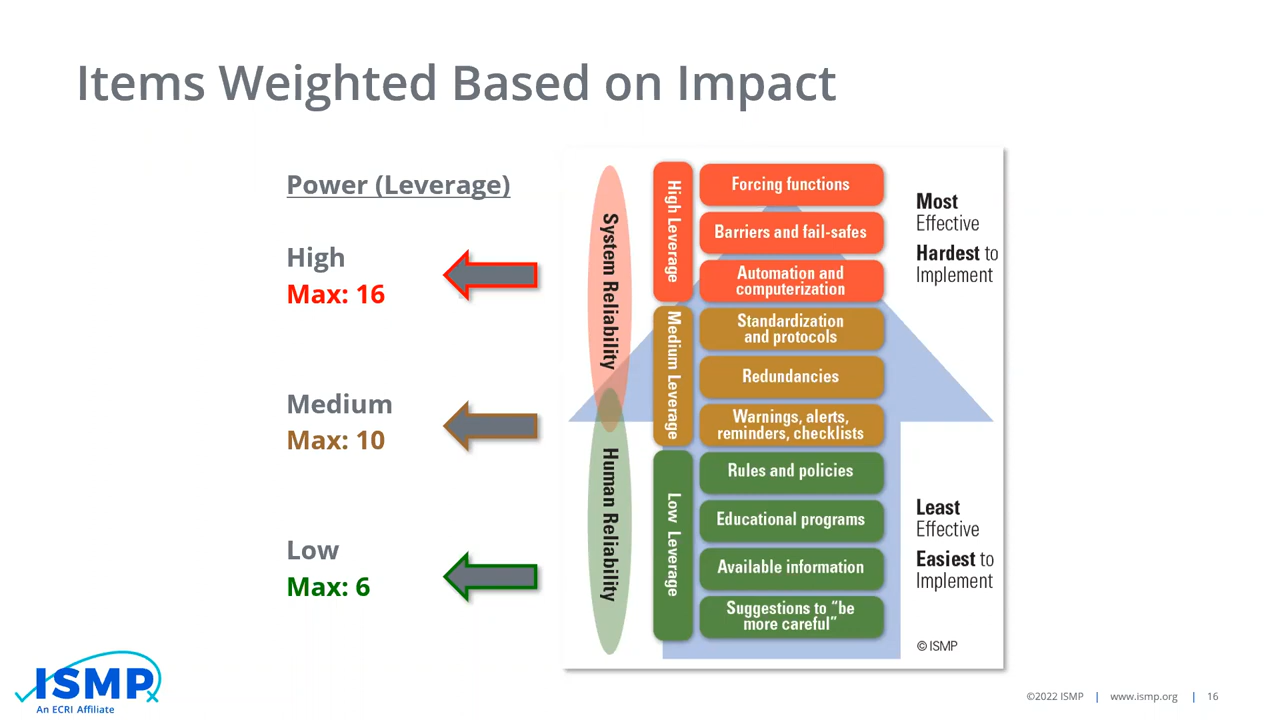 Items Weighted Based on Impact
Power (Leverage)
High
Max: 16
Medium
Max: 10
Low
Max: 6
System Reliability
Human Reliability
High Leverage
Medium Leverage
Low Leverage
Forcing functions
Barriers and fail-safes
Automation and
computerization
Standardization
and protocols
Redundancies
Warnings, alerts,
reminders, checklists
Rules and policies
Educational programs
Available information
Suggestions to “be
more careful”
Most
Effective
Hardest to
Implement
Least
Effective
Easiest to
Implement
© ISMP
ISMP
An ECRI Affiliate
©2022 ISMP | www.ismp.org | 16